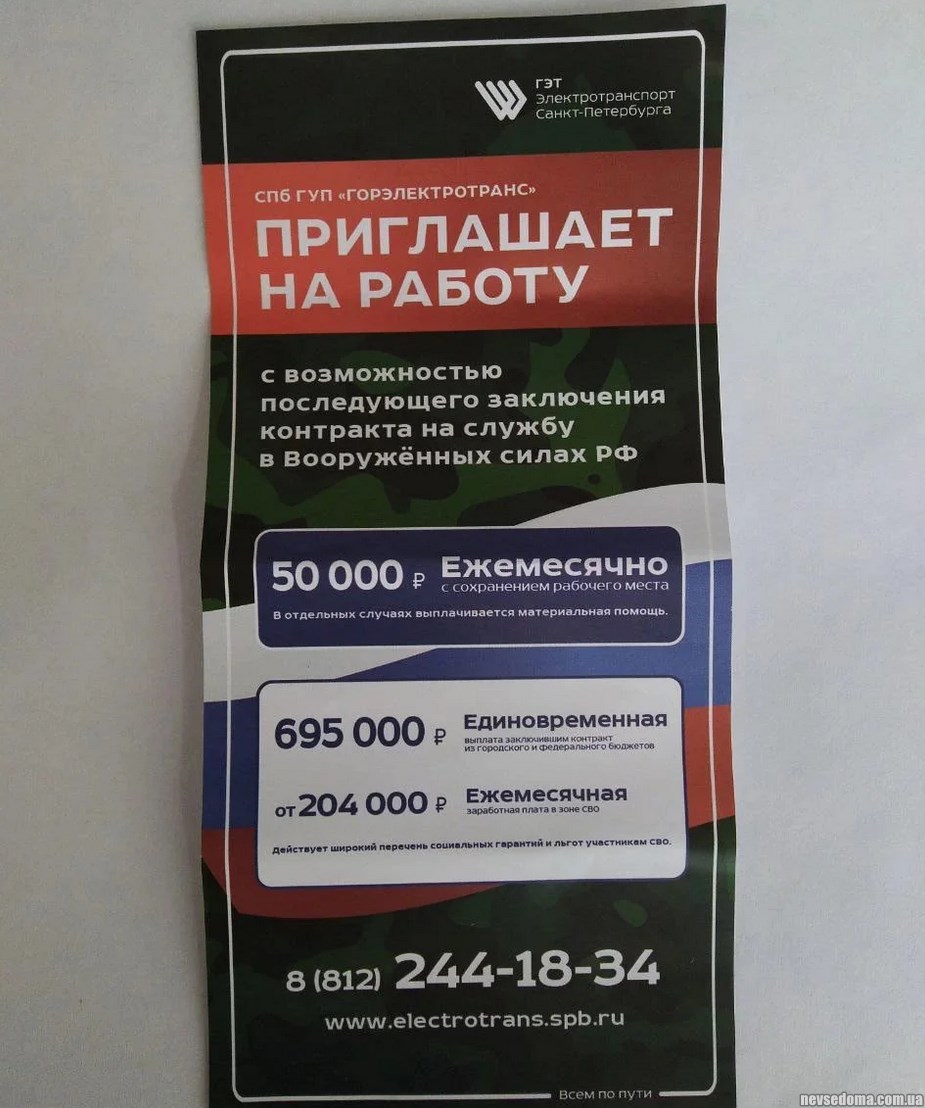 ГЭТ
Электротранспорт
Санкт-Петербурга
СПб ГУП «ГОРЭЛЕКТРОТРАНС»
ПРИГЛАШАЕТ
НА РАБОТУ
с возможностью
последующего заключения
контракта на службу
в Вооружённых силах РФ
50 000 ₽ Ежемесячно
с сохранением рабочего места
В отдельных случаях выплачивается материальная помощь.
695 000 ₽ Единовременная
выплата заключившим контракт
из городского и федерального бюджетов
от 204 000 ₽ Ежемесячная
заработная плата в зоне СВО
действует широкий перечень социальных гарантий и льгот участникам СВО.
8 (812) 244-18-34
www.electrotrans.spb.ru
Всем по пути
nevsedoma.com.ua